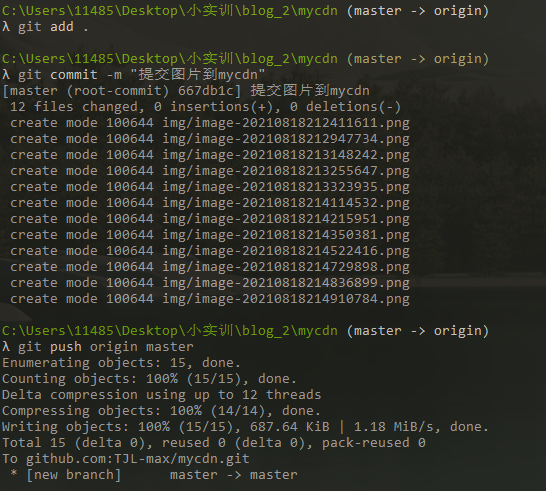 C:\Users\11485\Desktop\小实训\blog_2\mycdn (master -> origin)
λ git add .
C:\Users\11485\Desktop\小实训\blog_2\mycdn (master -> origin)
λ git commit -m "提交图片到mycdn"
[master (root-commit) 667db1c] 提交图片到mycdn
 12 files changed, 0 insertions(+), 0 deletions(-)
 create mode 100644 img/image-20210818212411611.png
 create mode 100644 img/image-20210818212947734.png
 create mode 100644 img/image-20210818213148242.png
 create mode 100644 img/image-20210818213255647.png
 create mode 100644 img/image-20210818213323935.png
 create mode 100644 img/image-20210818214114532.png
 create mode 100644 img/image-20210818214215951.png
 create mode 100644 img/image-20210818214350381.png
 create mode 100644 img/image-20210818214522416.png
 create mode 100644 img/image-20210818214729898.png
 create mode 100644 img/image-20210818214836899.png
 create mode 100644 img/image-20210818214910784.png
C:\Users\11485\Desktop\小实训\blog_2\mycdn (master -> origin)
λ git push origin master
Enumerating objects: 15, done.
Counting objects: 100% (15/15), done.
Delta compression using up to 12 threads
Compressing objects: 100% (14/14), done.
Writing objects: 100% (15/15), 687.64 KiB | 1.18 MiB/s, done.
Total 15 (delta 0), reused 0 (delta 0), pack-reused 0
To github.com:TJL-max/mycdn.git
 * [new branch]      master -> master